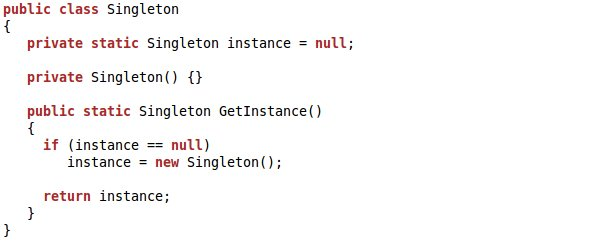 public class Singleton
{
   private static Singleton instance = null;

   private Singleton() {}

   public static Singleton GetInstance()
   {
     if (instance == null)
        instance = new Singleton();

     return instance;
   }
}